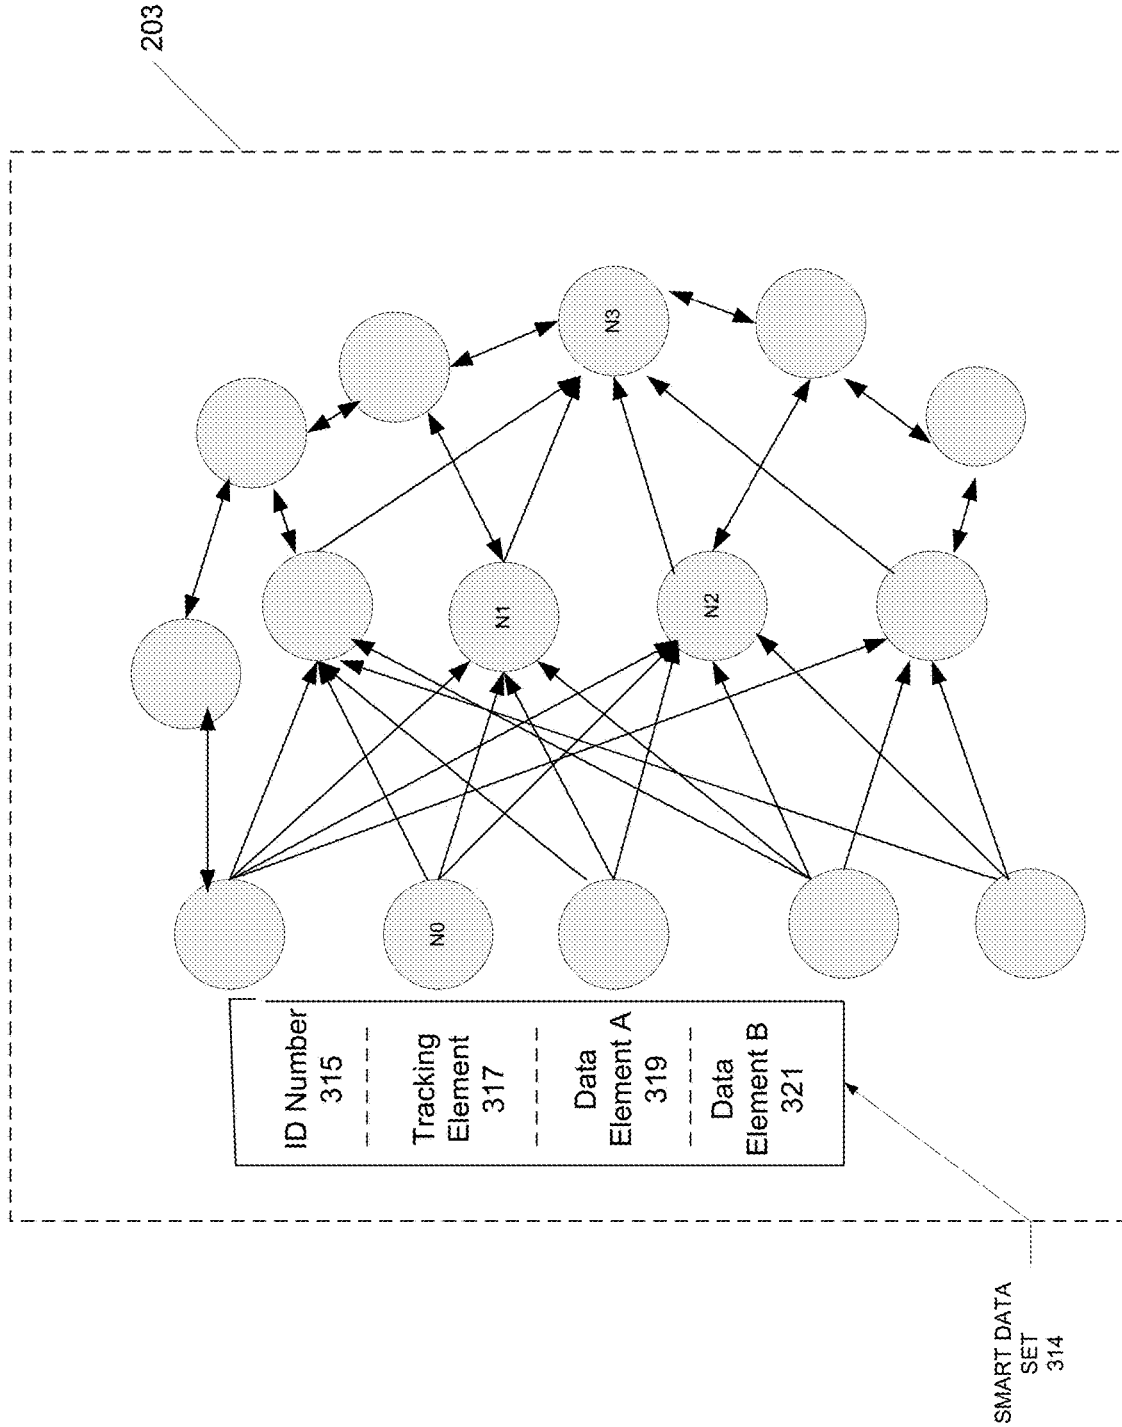 203
N3
N1
N2
N0
ID Number
315
Tracking
Element
317
Data
Element A
319
Data
Element B
321
SMART DATA
SET
314